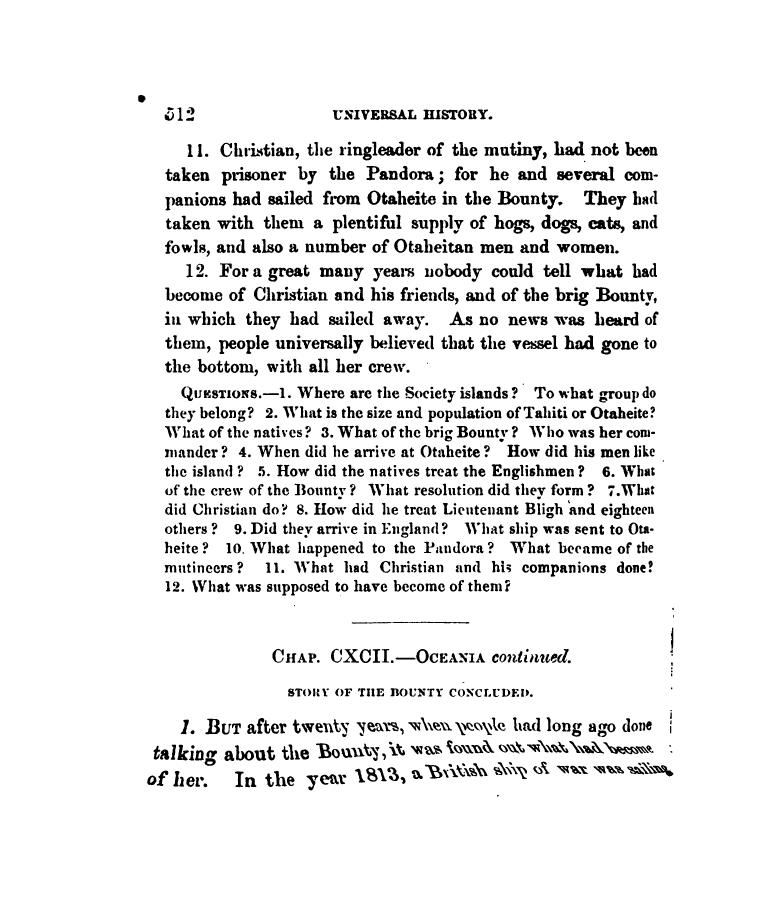 512 UNIVERSAL HISTORY.
11. Christian, the ringleader of the mutiny, had not been
taken prisoner by the Pandora; for he and several com-
panions had sailed from Otaheite in the Bounty. They had
taken with them a plentiful supply of hogs, dogs, cats, and
fowls, and also a number of Otaheitan men and women.
12. For a great many years nobody could tell what had
become of Christian and his friends, and of the brig Bounty,
in which they had sailed away. As no news was heard of
them, people universally believed that the vessel had gone to
the bottom, with all her crew.
QUESTIONS.—1. Where are the Society islands? To what group do
they belong? 2. What is the size and population of Tahiti or Otaheite?
What of the natives? 3. What of the brig Bounty? Who was her com-
mander? 4. When did he arrive at Otaheite? How did his men like
the island? 5. How did the natives treat the Englishmen? 6. What
of the crew of the Bounty? What resolution did they form? 7. What
did Christian do? 8. How did he treat Lieutenant Bligh and eighteen
others? 9. Did they arrive in England? What ship was sent to Ota-
heite? 10. What happened to the Pandora? What became of the
mutineers? 11. What had Christian and his companions done?
12. What was supposed to have become of them?
CHAP. CXCII.—OCEANIA continued.
STORY OF THE BOUNTY CONCLUDED.
1. BUT after twenty years, when people had long ago done
talking about the Bounty, it was found out what had become
of her. In the year 1813, a British ship of war was sailing